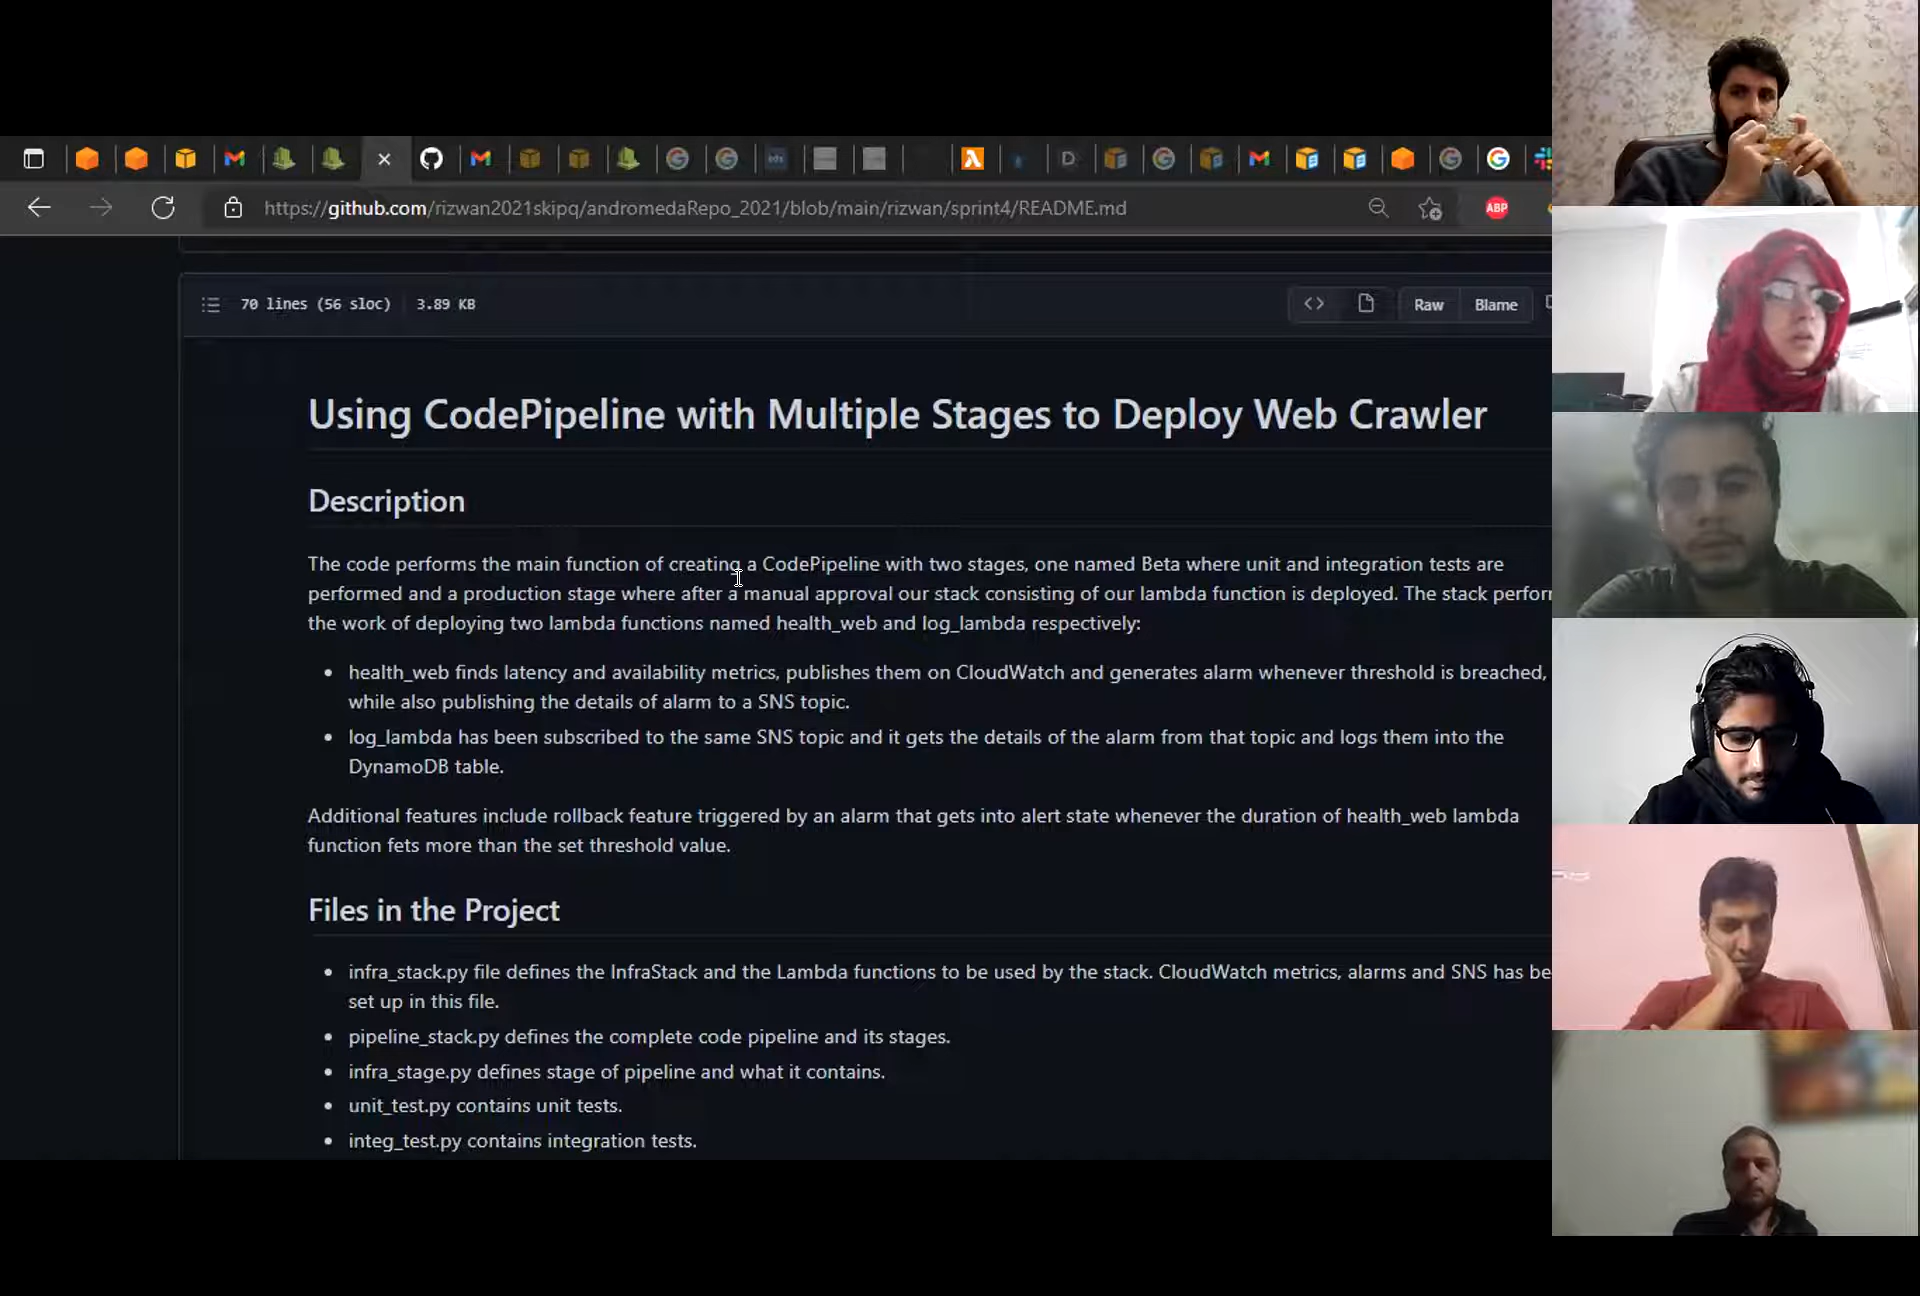 ABP
https://github.com/rizwan2021skipq/andromedaRepo_2021/blob/main/rizwan/sprint4/README.md
70 lines (56 sloc) 3.89 KB
Raw Blame
Using CodePipeline with Multiple Stages to Deploy Web Crawler
Description
The code performs the main function of creating a CodePipeline with two stages, one named Beta where unit and integration tests are
performed and a production stage where after a manual approval our stack consisting of our lambda function is deployed. The stack perfor
the work of deploying two lambda functions named health_web and log_lambda respectively:
• health_web finds latency and availability metrics, publishes them on CloudWatch and generates alarm whenever threshold is breached,
while also publishing the details of alarm to a SNS topic.
• log_lambda has been subscribed to the same SNS topic and it gets the details of the alarm from that topic and logs them into the
DynamoDB table.
Additional features include rollback feature triggered by an alarm that gets into alert state whenever the duration of health_web lambda
function fets more than the set threshold value.
Files in the Project
• infra_stack.py file defines the InfraStack and the Lambda functions to be used by the stack. CloudWatch metrics, alarms and SNS has be
set up in this file.
• pipeline_stack.py defines the complete code pipeline and its stages.
• infra_stage.py defines stage of pipeline and what it contains.
• unit_test.py contains unit tests.
• integ_test.py contains integration tests.